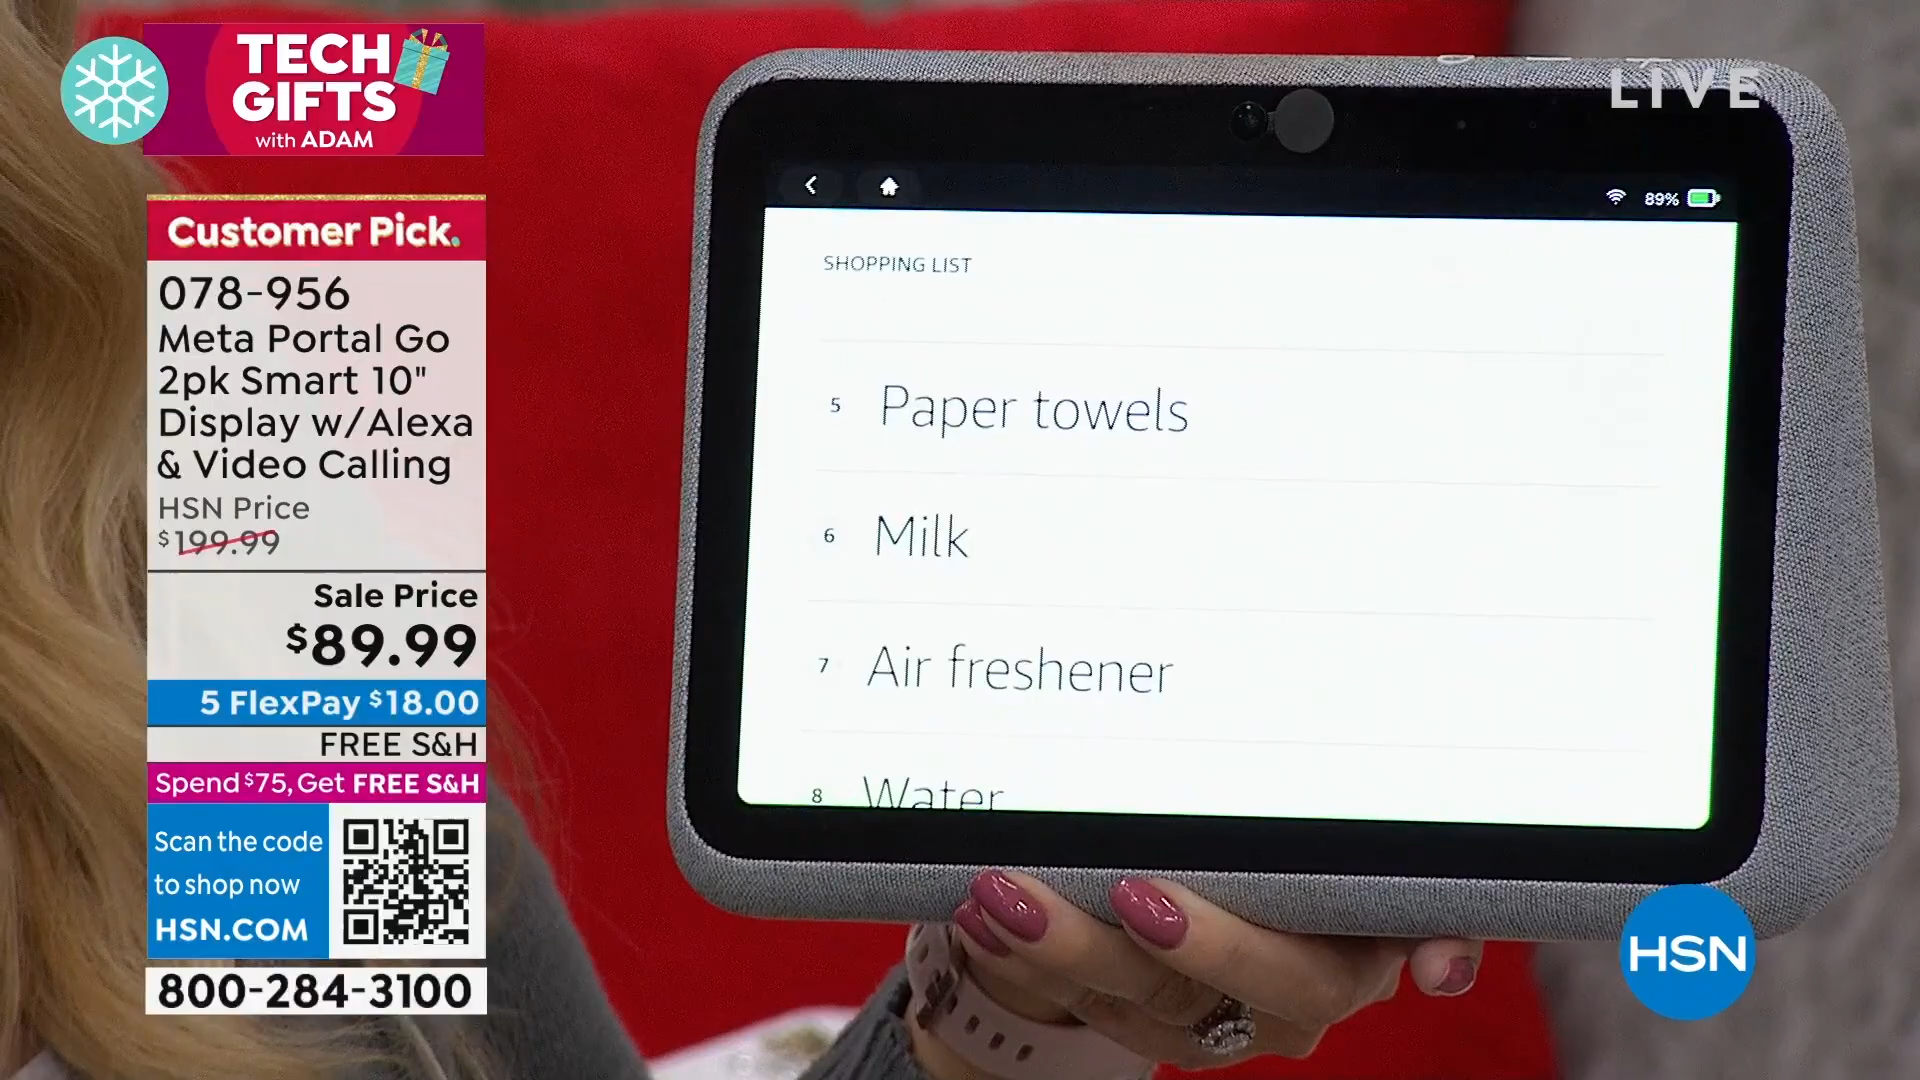 TECH
GIFTS
with ADAM
Customer Pick.
078-956
Meta Portal Go
2pk Smart 10"
Display w/Alexa
& Video Calling
HSN Price
$199.99
Sale Price
$89.99
5 FlexPay $18.00
FREE S&H
Spend $75, Get FREE S&H
Scan the code
to shop now
HSN.COM
800-284-3100
LIVE
89%
SHOPPING LIST
5 Paper towels
6 Milk
7 Air freshener
8 Water
HSN